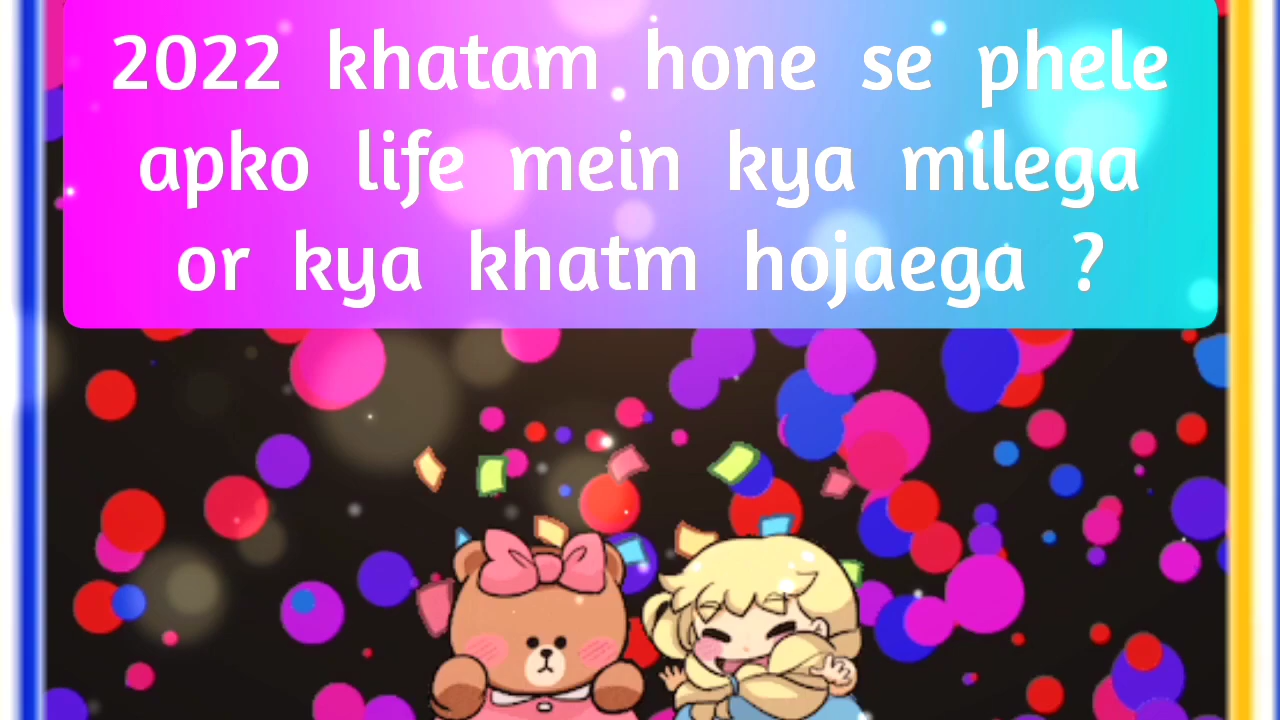 2022 khatam hone se phele
apko life mein kya milega
or kya khatm hojaega ?